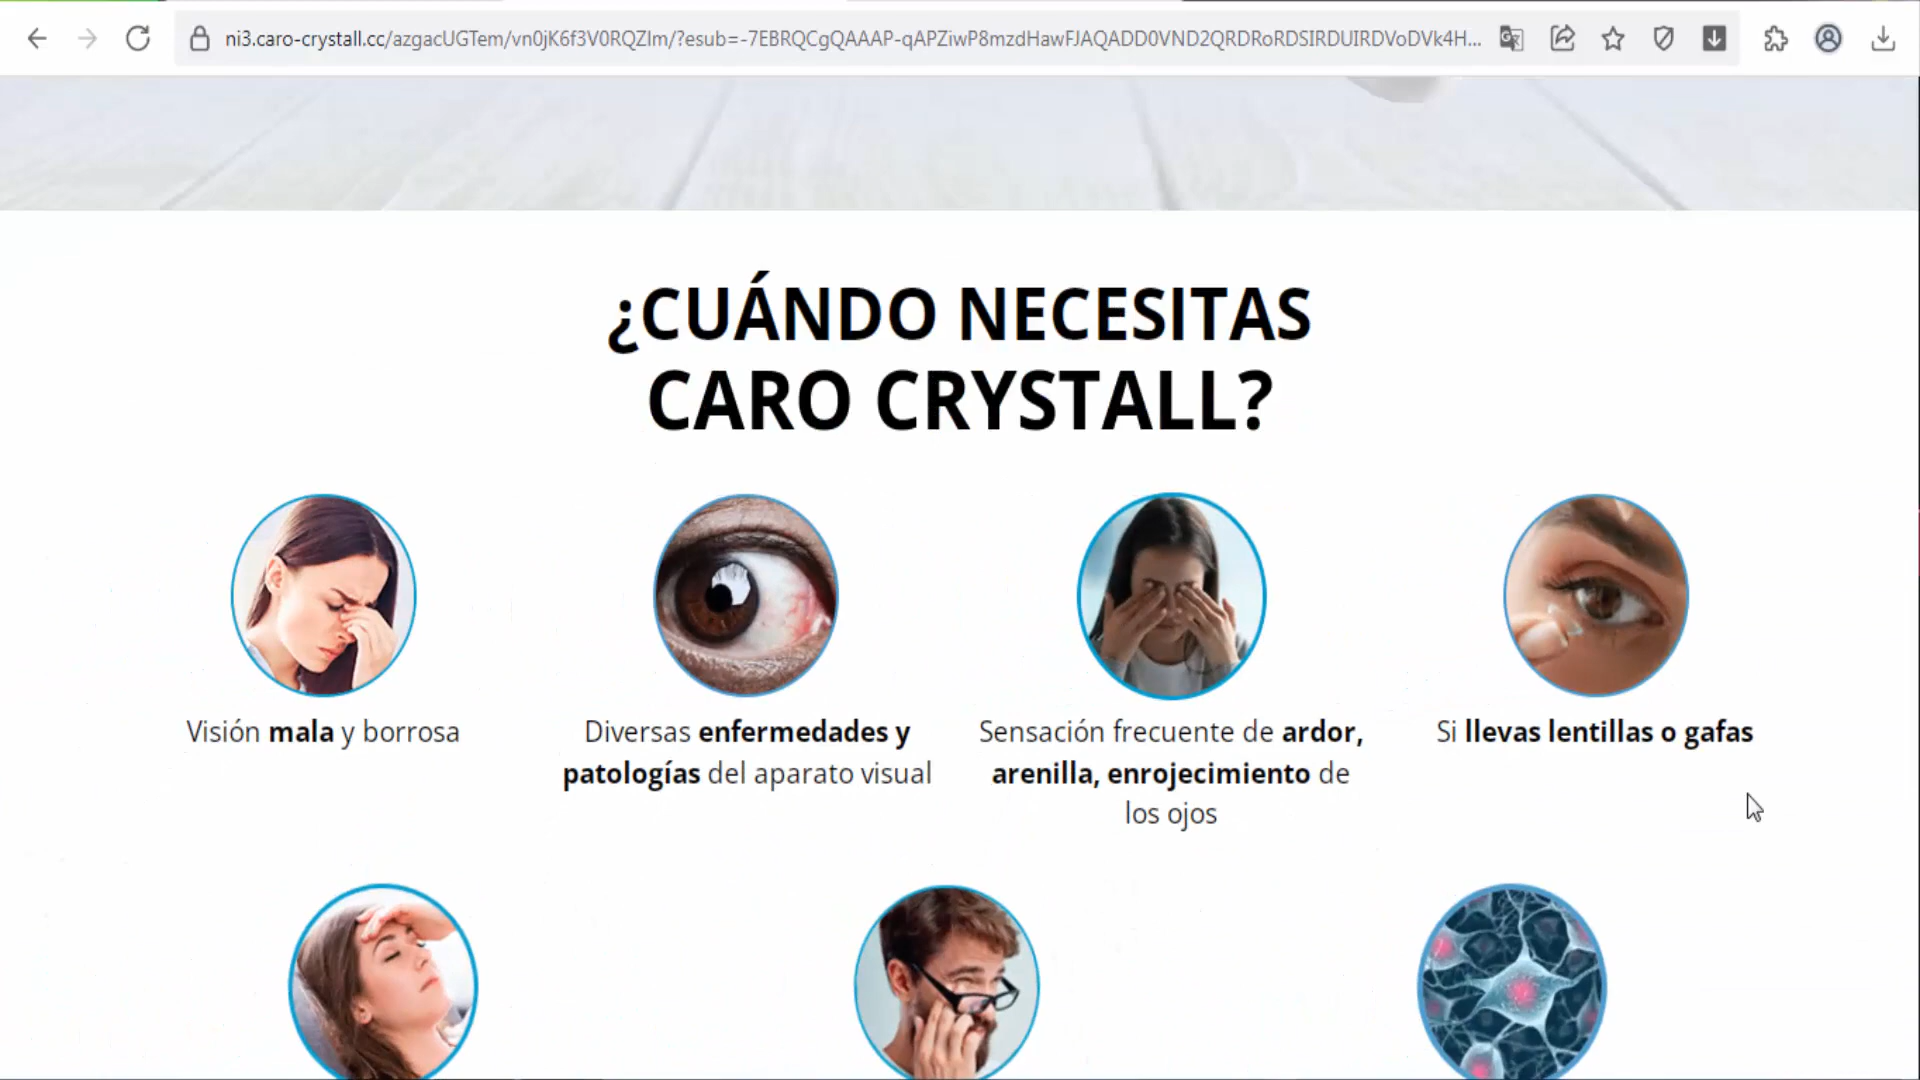 ni3.caro-crystall.cc/azgacUGTem/vn0jK6f3V0RQZlm/?esub=-7EBRQCgQAAAP-qAPZiwP8mzdHawFJAQADD0VND2QRDRoRDSIRDUIRDVoDVk4H...
¿CUÁNDO NECESITAS
CARO CRYSTALL?
Visión mala y borrosa
Diversas enfermedades y
patologías del aparato visual
Sensación frecuente de ardor,
arenilla, enrojecimiento de
los ojos
Si llevas lentillas o gafas